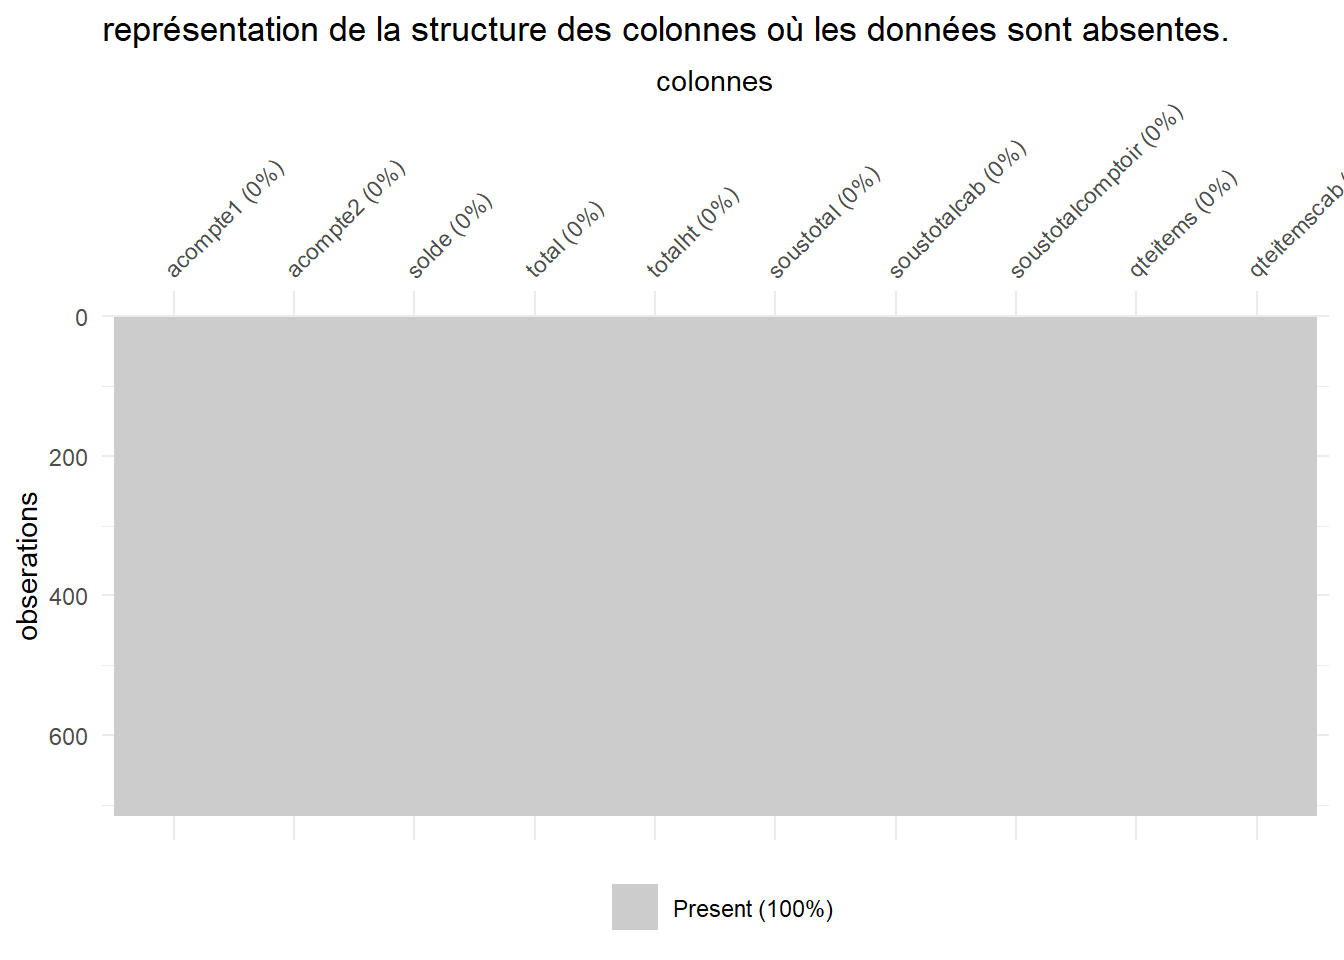 représentation de la structure des colonnes où les données sont absentes.
colonnes
acompte1 (0%)
acompte2 (0%)
solde (0%)
total (0%)
totalht (0%)
soustotal (0%)
soustotalcab (0%)
soustotalcomptoir (0%)
qteitems (0%)
qteitemscab (
0
200
400
600
obserations
Present (100%)